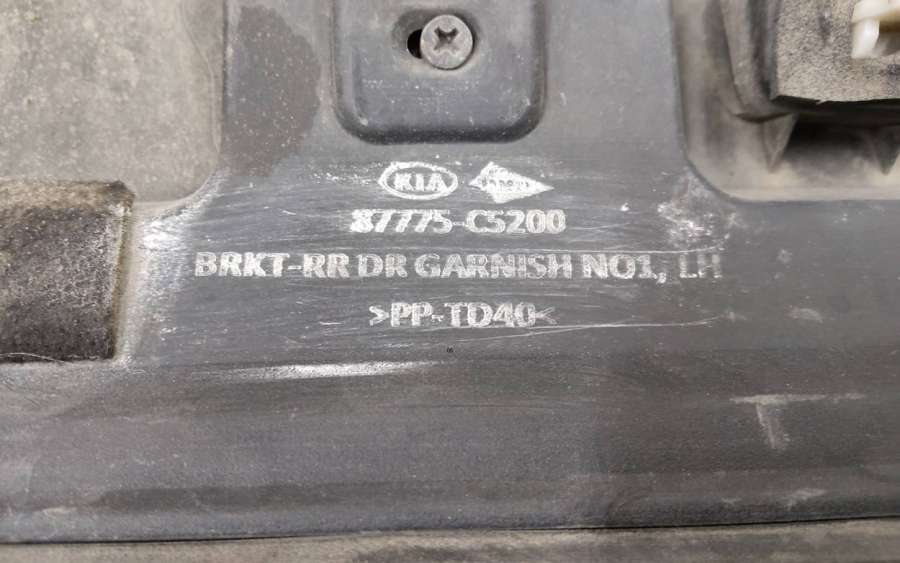 KIA
87775-C5200
BRKT-RR DR GARNISH NO1, LH
>PP-TD40<